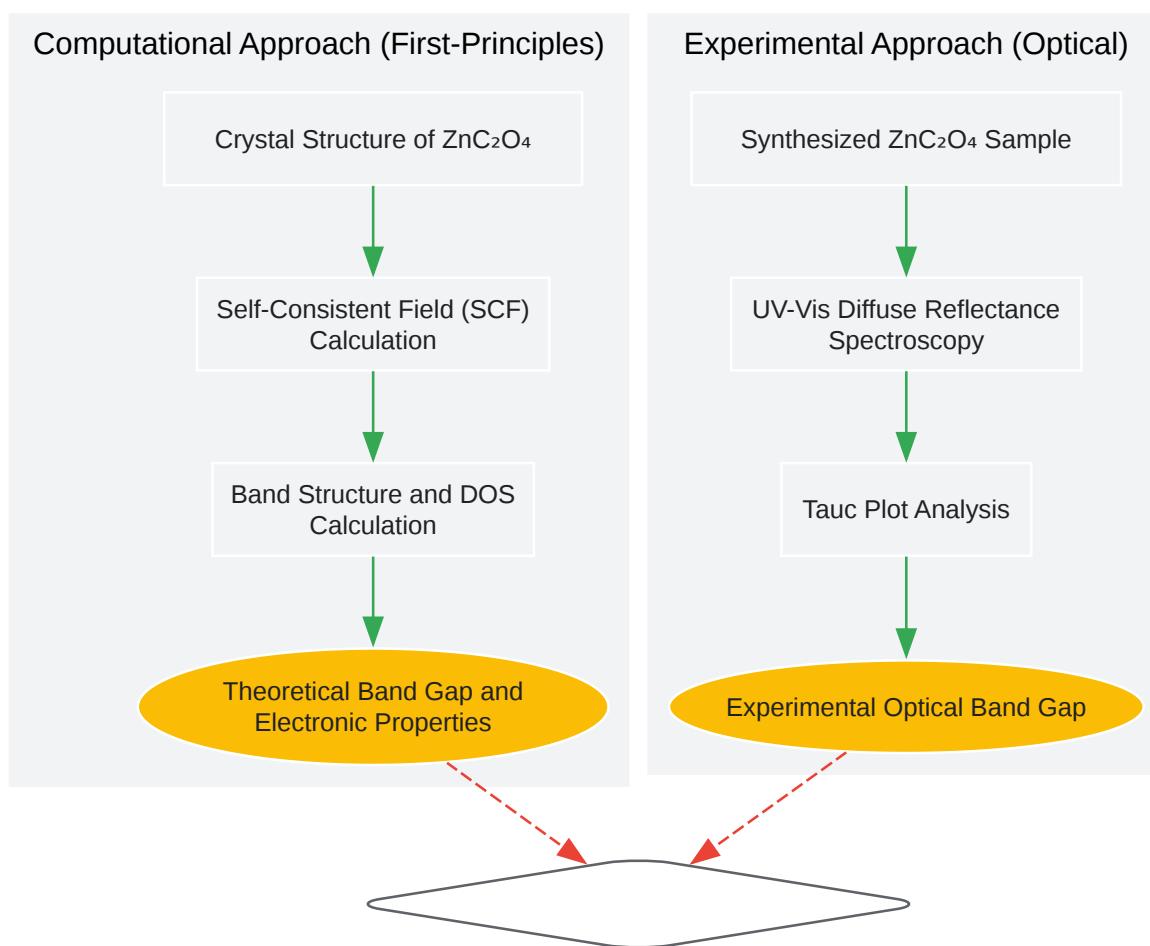 Computational Approach (First-Principles)
Crystal Structure of ZnC₂O₄
Self-Consistent Field (SCF)
Calculation
Band Structure and DOS
Calculation
Theoretical Band Gap and
Electronic Properties
Experimental Approach (Optical)
Synthesized ZnC₂O₄ Sample
UV-Vis Diffuse Reflectance
Spectroscopy
Tauc Plot Analysis
Experimental Optical Band Gap